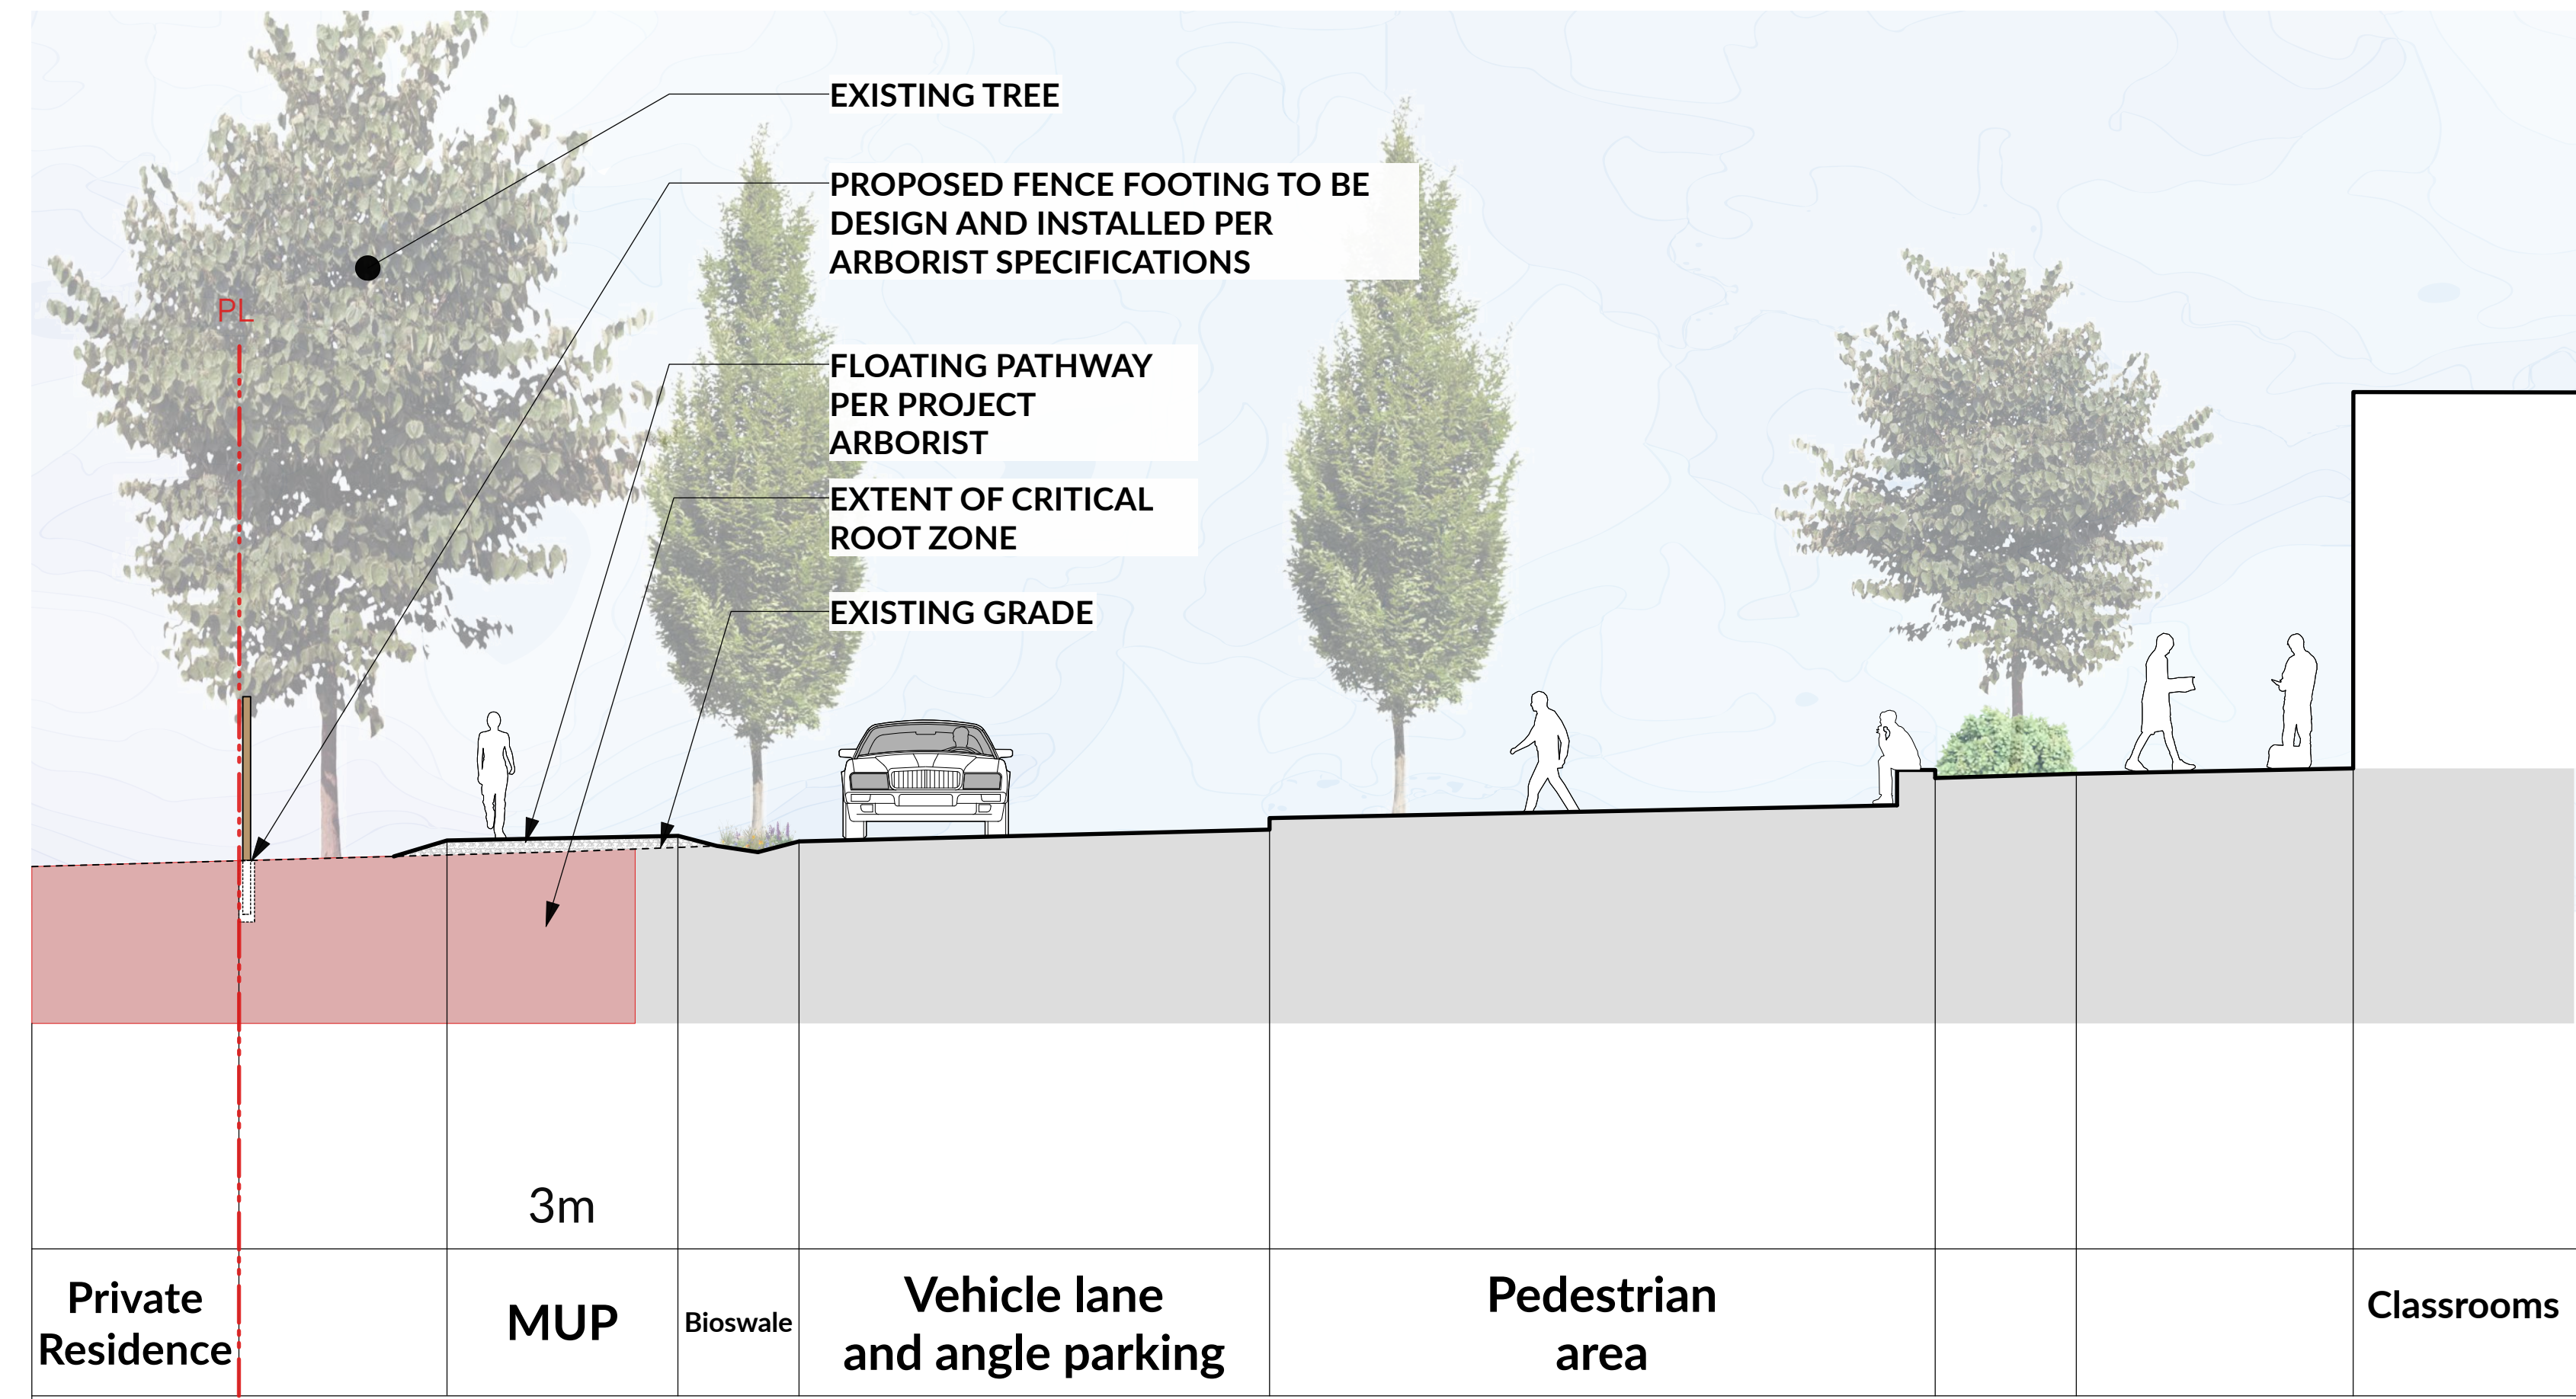 EXISTING TREE
PROPOSED FENCE FOOTING TO BE
DESIGN AND INSTALLED PER
ARBORIST SPECIFICATIONS
PL
FLOATING PATHWAY
PER PROJECT
ARBORIST
EXTENT OF CRITICAL
ROOT ZONE
EXISTING GRADE
3m
Private
Residence
MUP
Bioswale
Vehicle lane
and angle parking
Pedestrian
area
Classrooms